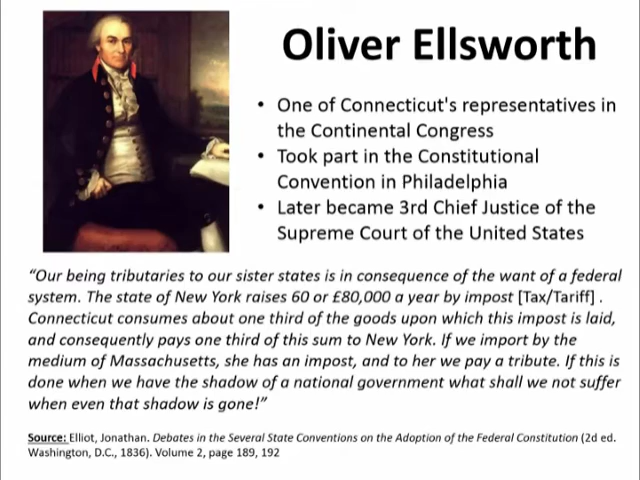 Oliver Ellsworth
• One of Connecticut's representatives in
the Continental Congress
• Took part in the Constitutional
Convention in Philadelphia
• Later became 3rd Chief Justice of the
Supreme Court of the United States
“Our being tributaries to our sister states is in consequence of the want of a federal
system. The state of New York raises 60 or £80,000 a year by impost [Tax/Tariff] .
Connecticut consumes about one third of the goods upon which this impost is laid,
and consequently pays one third of this sum to New York. If we import by the
medium of Massachusetts, she has an impost, and to her we pay a tribute. If this is
done when we have the shadow of a national government what shall we not suffer
when even that shadow is gone!”
Source: Elliot, Jonathan. Debates in the Several State Conventions on the Adoption of the Federal Constitution (2d ed.
Washington, D.C., 1836). Volume 2, page 189, 192